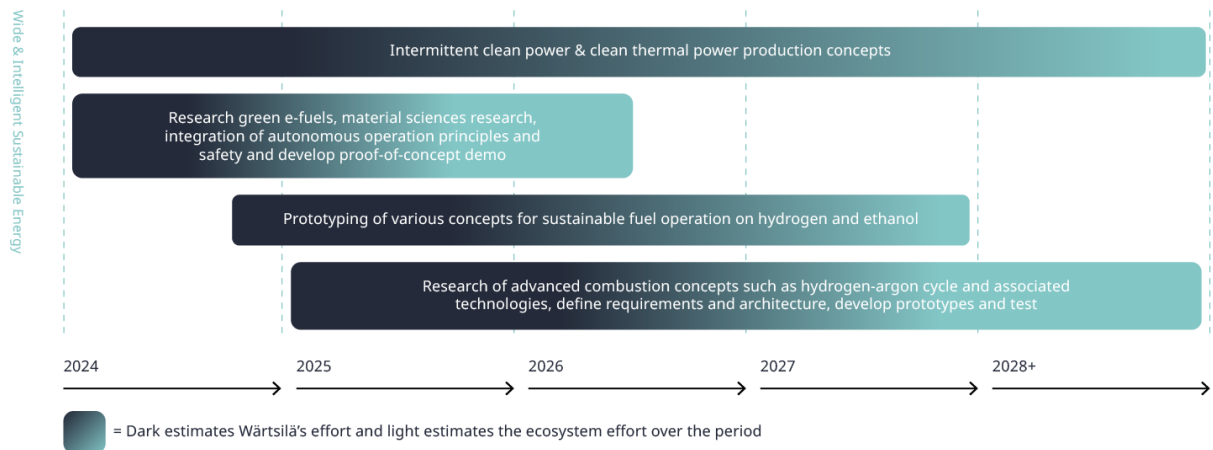 Wide & Intelligent Sustainable Energy
Intermittent clean power & clean thermal power production concepts
Research green e-fuels, material sciences research,
integration of autonomous operation principles and
safety and develop proof-of-concept demo
Prototyping of various concepts for sustainable fuel operation on hydrogen and ethanol
Research of advanced combustion concepts such as hydrogen-argon cycle and associated
technologies, define requirements and architecture, develop prototypes and test
2024
2025
2026
2027
2028+
= Dark estimates Wärtsilä’s effort and light estimates the ecosystem effort over the period